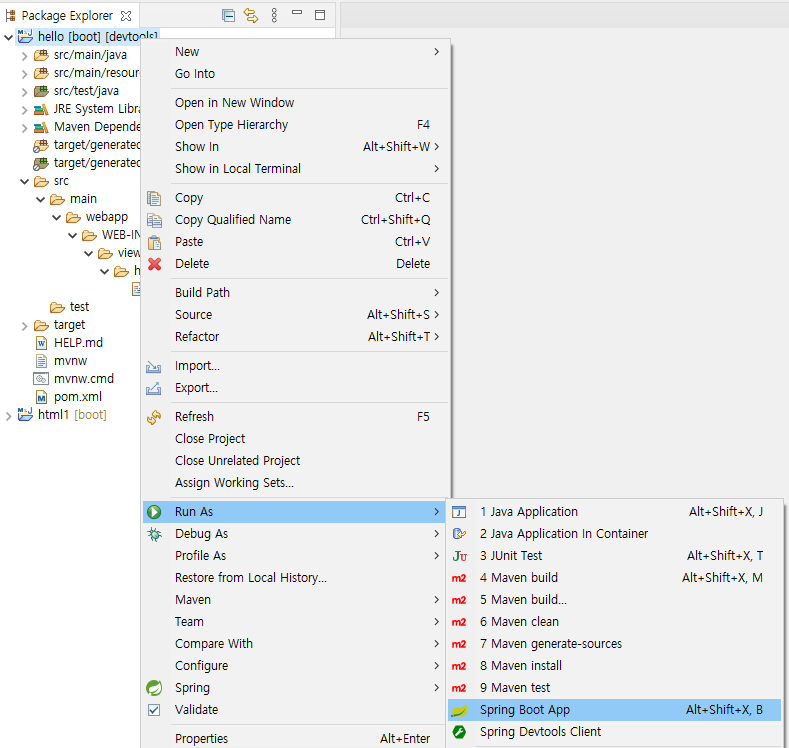 Package Explorer
hello [boot] [devtools]
src/main/java
src/main/resour
src/test/java
JRE System Libra
Maven Depende
target/generated
target/generated
src
main
webapp
WEB-IN
view
h
test
target
HELP.md
mvnw
mvnw.cmd
pom.xml
html1 [boot]
New
Go Into
Open in New Window
Open Type Hierarchy F4
Show In Alt+Shift+W
Show in Local Terminal
Copy Ctrl+C
Copy Qualified Name Ctrl+Shift+Q
Paste Ctrl+V
Delete Delete
Build Path
Source Alt+Shift+S
Refactor Alt+Shift+T
Import...
Export...
Refresh F5
Close Project
Close Unrelated Project
Assign Working Sets...
Run As
Debug As
Profile As
Restore from Local History...
Maven
Team
Compare With
Configure
Spring
Validate
Properties Alt+Enter
1 Java Application Alt+Shift+X, J
2 Java Application In Container
3 JUnit Test Alt+Shift+X, T
4 Maven build Alt+Shift+X, M
5 Maven build...
6 Maven clean
7 Maven generate-sources
8 Maven install
9 Maven test
Spring Boot App Alt+Shift+X, B
Spring Devtools Client